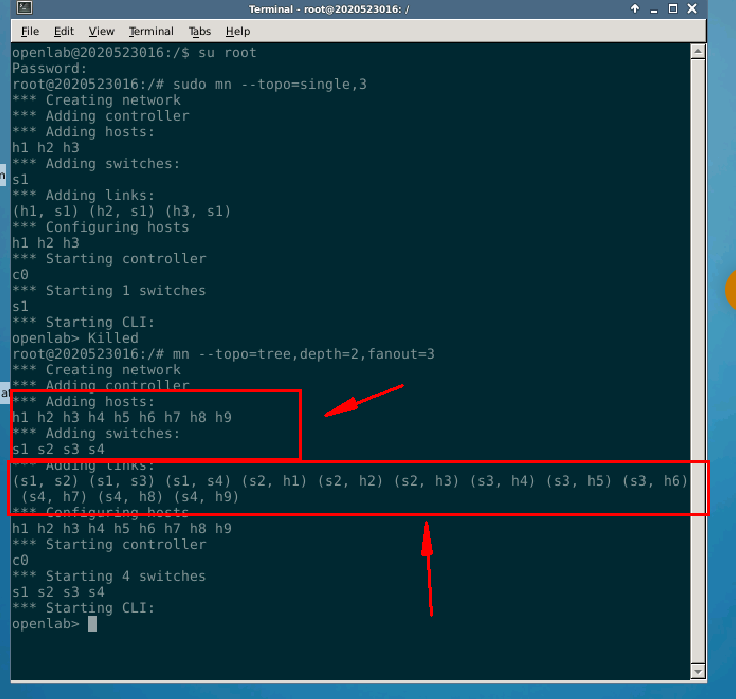 Terminal - root@2020523016: /
File Edit View Terminal Tabs Help
openlab@2020523016:/$ su root
Password:
root@2020523016:/# sudo mn --topo=single,3
*** Creating network
*** Adding controller
*** Adding hosts:
h1 h2 h3
*** Adding switches:
s1
*** Adding links:
(h1, s1) (h2, s1) (h3, s1)
*** Configuring hosts
h1 h2 h3
*** Starting controller
c0
*** Starting 1 switches
s1
*** Starting CLI:
openlab> Killed
root@2020523016:/# mn --topo=tree,depth=2,fanout=3
*** Creating network
*** Adding controller
*** Adding hosts:
h1 h2 h3 h4 h5 h6 h7 h8 h9
*** Adding switches:
s1 s2 s3 s4
*** Adding links:
(s1, s2) (s1, s3) (s1, s4) (s2, h1) (s2, h2) (s2, h3) (s3, h4) (s3, h5) (s3, h6)
(s4, h7) (s4, h8) (s4, h9)
*** Configuring hosts
h1 h2 h3 h4 h5 h6 h7 h8 h9
*** Starting controller
c0
*** Starting 4 switches
s1 s2 s3 s4
*** Starting CLI:
openlab>